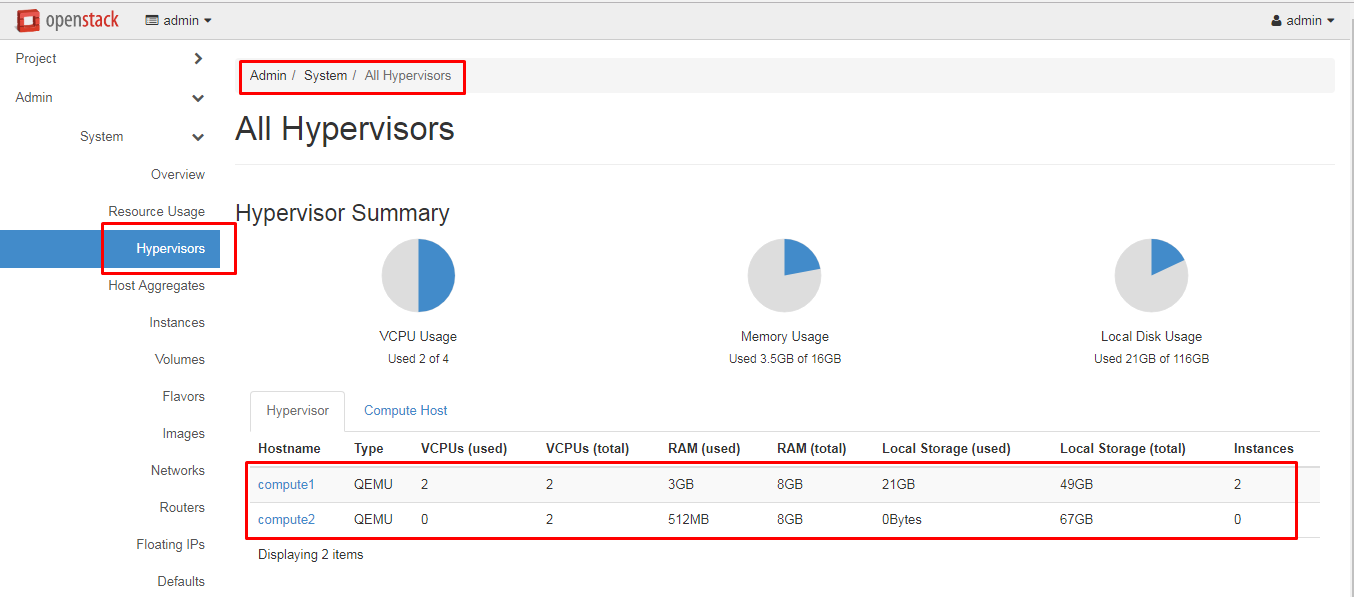 openstack admin admin
Project
Admin
System
Overview
Resource Usage
Hypervisors
Host Aggregates
Instances
Volumes
Flavors
Images
Networks
Routers
Floating IPs
Defaults
Admin / System / All Hypervisors
All Hypervisors
Hypervisor Summary
VCPU Usage
Used 2 of 4
Memory Usage
Used 3.5GB of 16GB
Local Disk Usage
Used 21GB of 116GB
Hypervisor Compute Host
Hostname Type VCPUs (used) VCPUs (total) RAM (used) RAM (total) Local Storage (used) Local Storage (total) Instances
compute1 QEMU 2 2 3GB 8GB 21GB 49GB 2
compute2 QEMU 0 2 512MB 8GB 0Bytes 67GB 0
Displaying 2 items